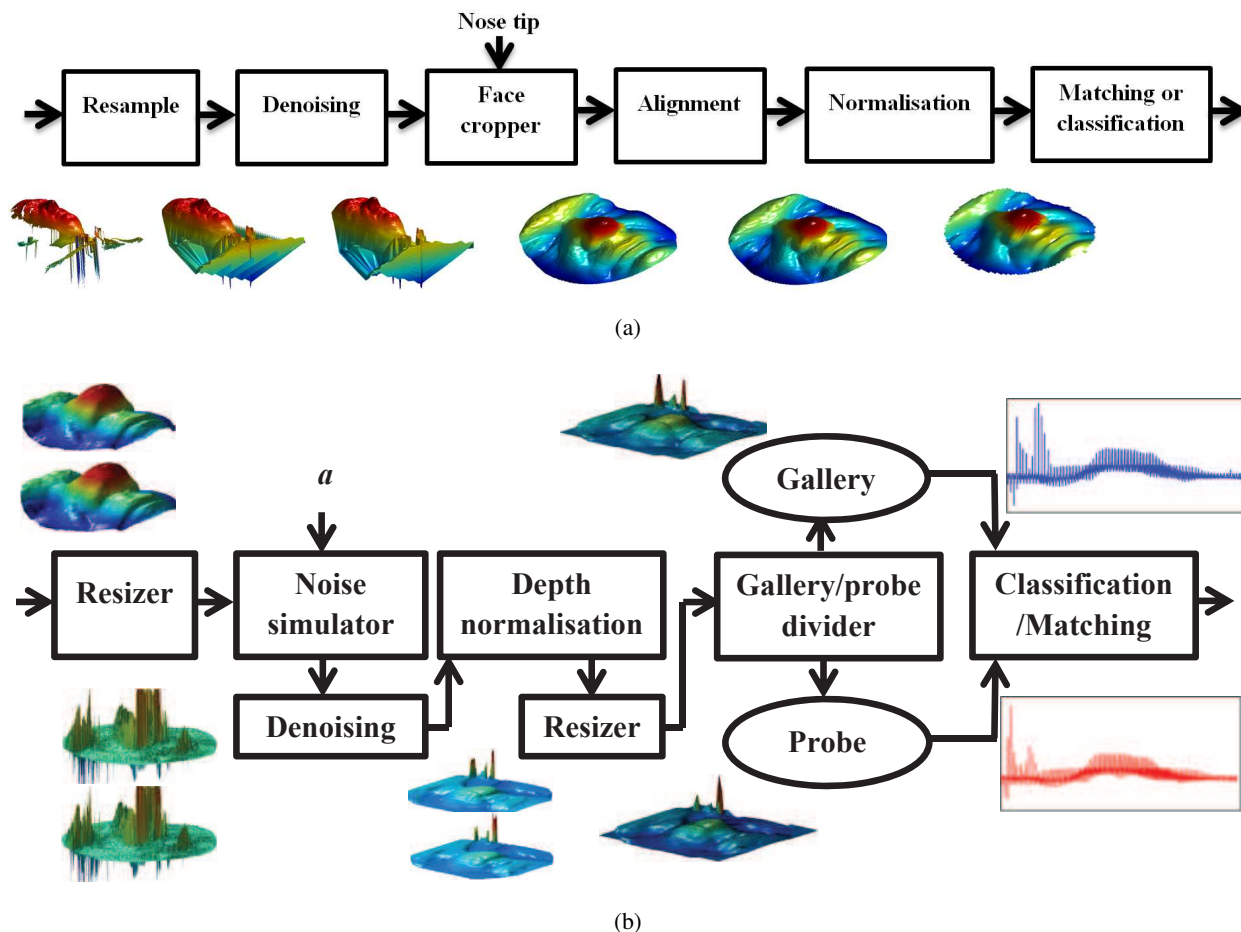 Nose tip
Resample
Denoising
Face
cropper
Alignment
Normalisation
Matching or
classification
(a)
a
Gallery
Resizer
Noise
simulator
Depth
normalisation
Gallery/probe
divider
Classification
/Matching
Denoising
Resizer
Probe
(b)